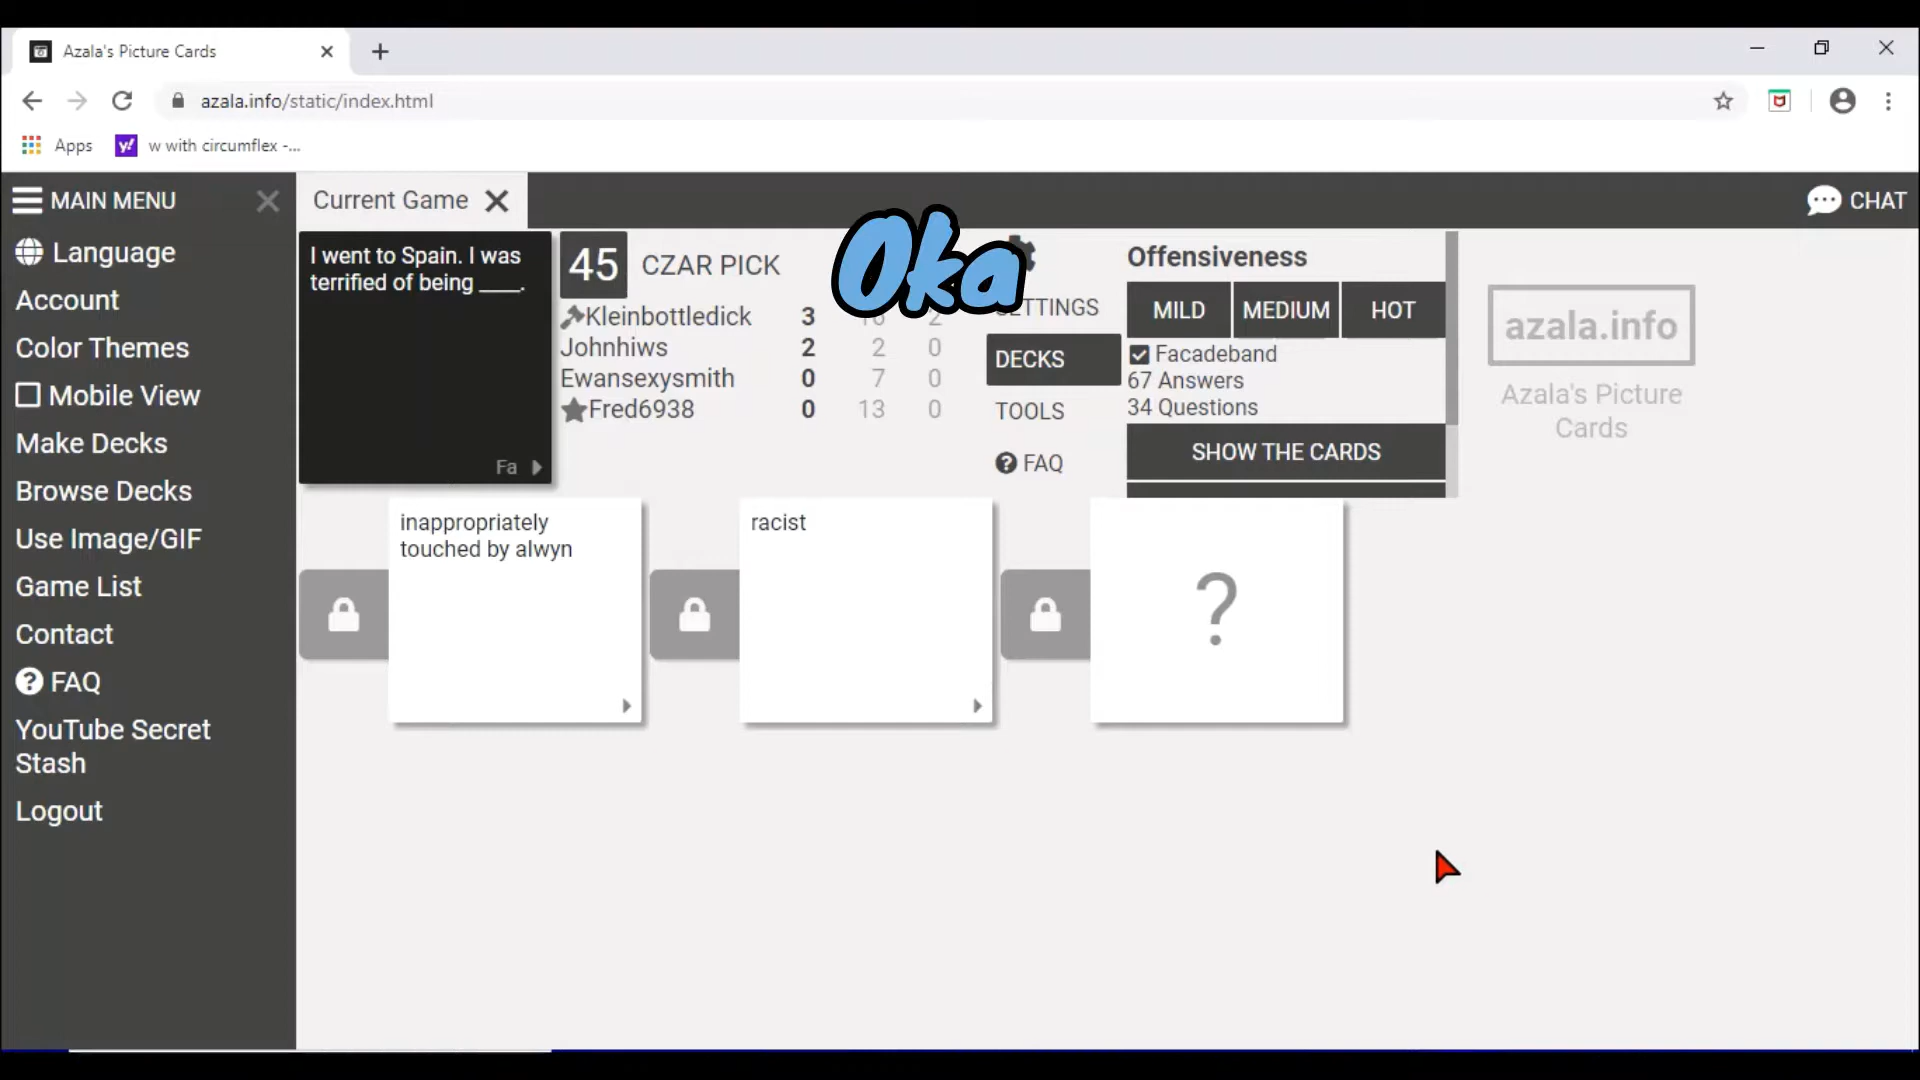 Azala's Picture Cards
azala.info/static/index.html
Apps
w with circumflex -...
MAIN MENU
Current Game
CHAT
Language
Account
Color Themes
Mobile View
Make Decks
Browse Decks
Use Image/GIF
Game List
Contact
FAQ
YouTube Secret
Stash
Logout
I went to Spain. I was
terrified of being ____.
Fa
45 CZAR PICK
Kleinbottledick 3 2
Johnhiws 2 2 0
Ewansexysmith 0 7 0
Fred6938 0 13 0
Oka
SETTINGS
DECKS
TOOLS
FAQ
Offensiveness
MILD MEDIUM HOT
Facadeband
67 Answers
34 Questions
SHOW THE CARDS
azala.info
Azala's Picture
Cards
inappropriately
touched by alwyn
racist
?